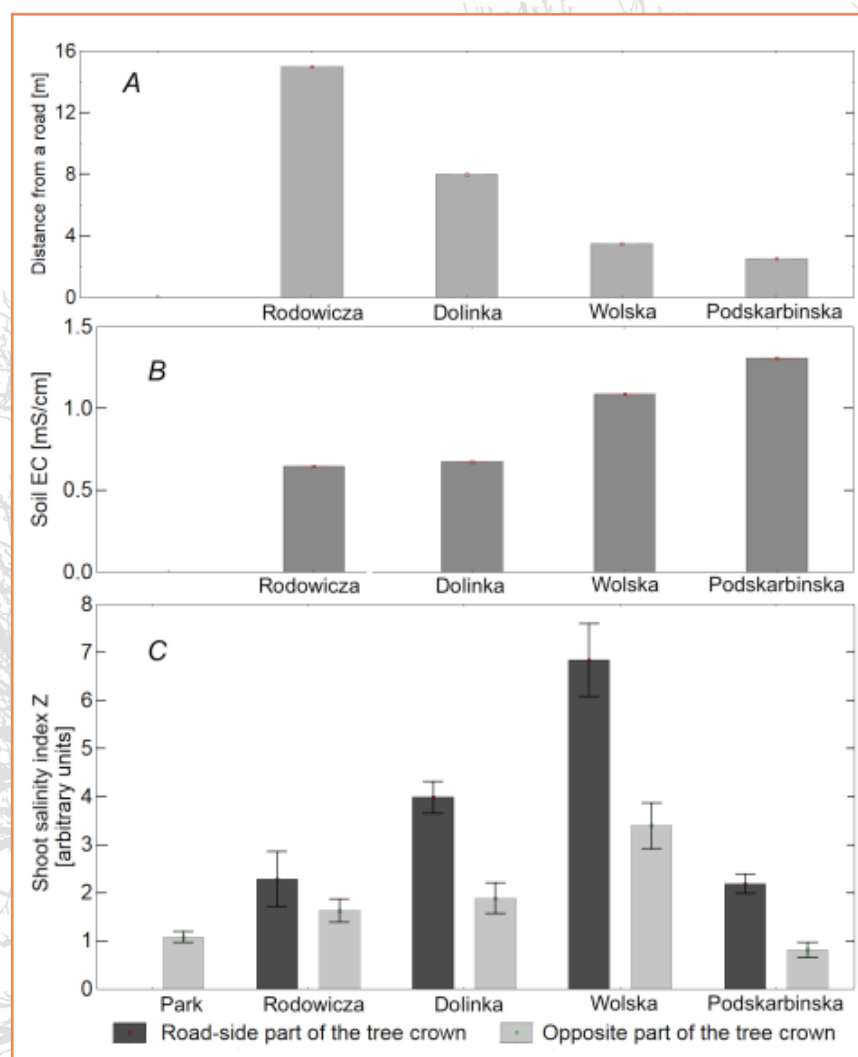 A
Distance from a road [m]
16
12
8
4
0
Rodowicza Dolinka Wolska Podskarbinska
B
Soil EC [mS/cm]
1.5
1.0
0.5
0.0
Rodowicza Dolinka Wolska Podskarbinska
C
Shoot salinity index Z
[arbitrary units]
8
7
6
5
4
3
2
1
0
Park Rodowicza Dolinka Wolska Podskarbinska
Road-side part of the tree crown Opposite part of the tree crown